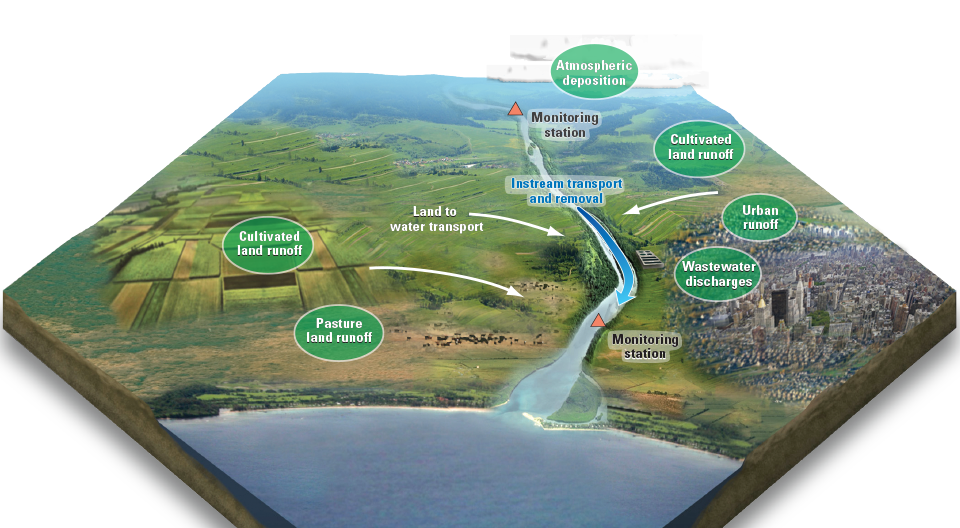 Atmospheric
deposition
Monitoring
station
Cultivated
land runoff
Instream transport
and removal
Land to
water transport
Urban
runoff
Cultivated
land runoff
Wastewater
discharges
Pasture
land runoff
Monitoring
station